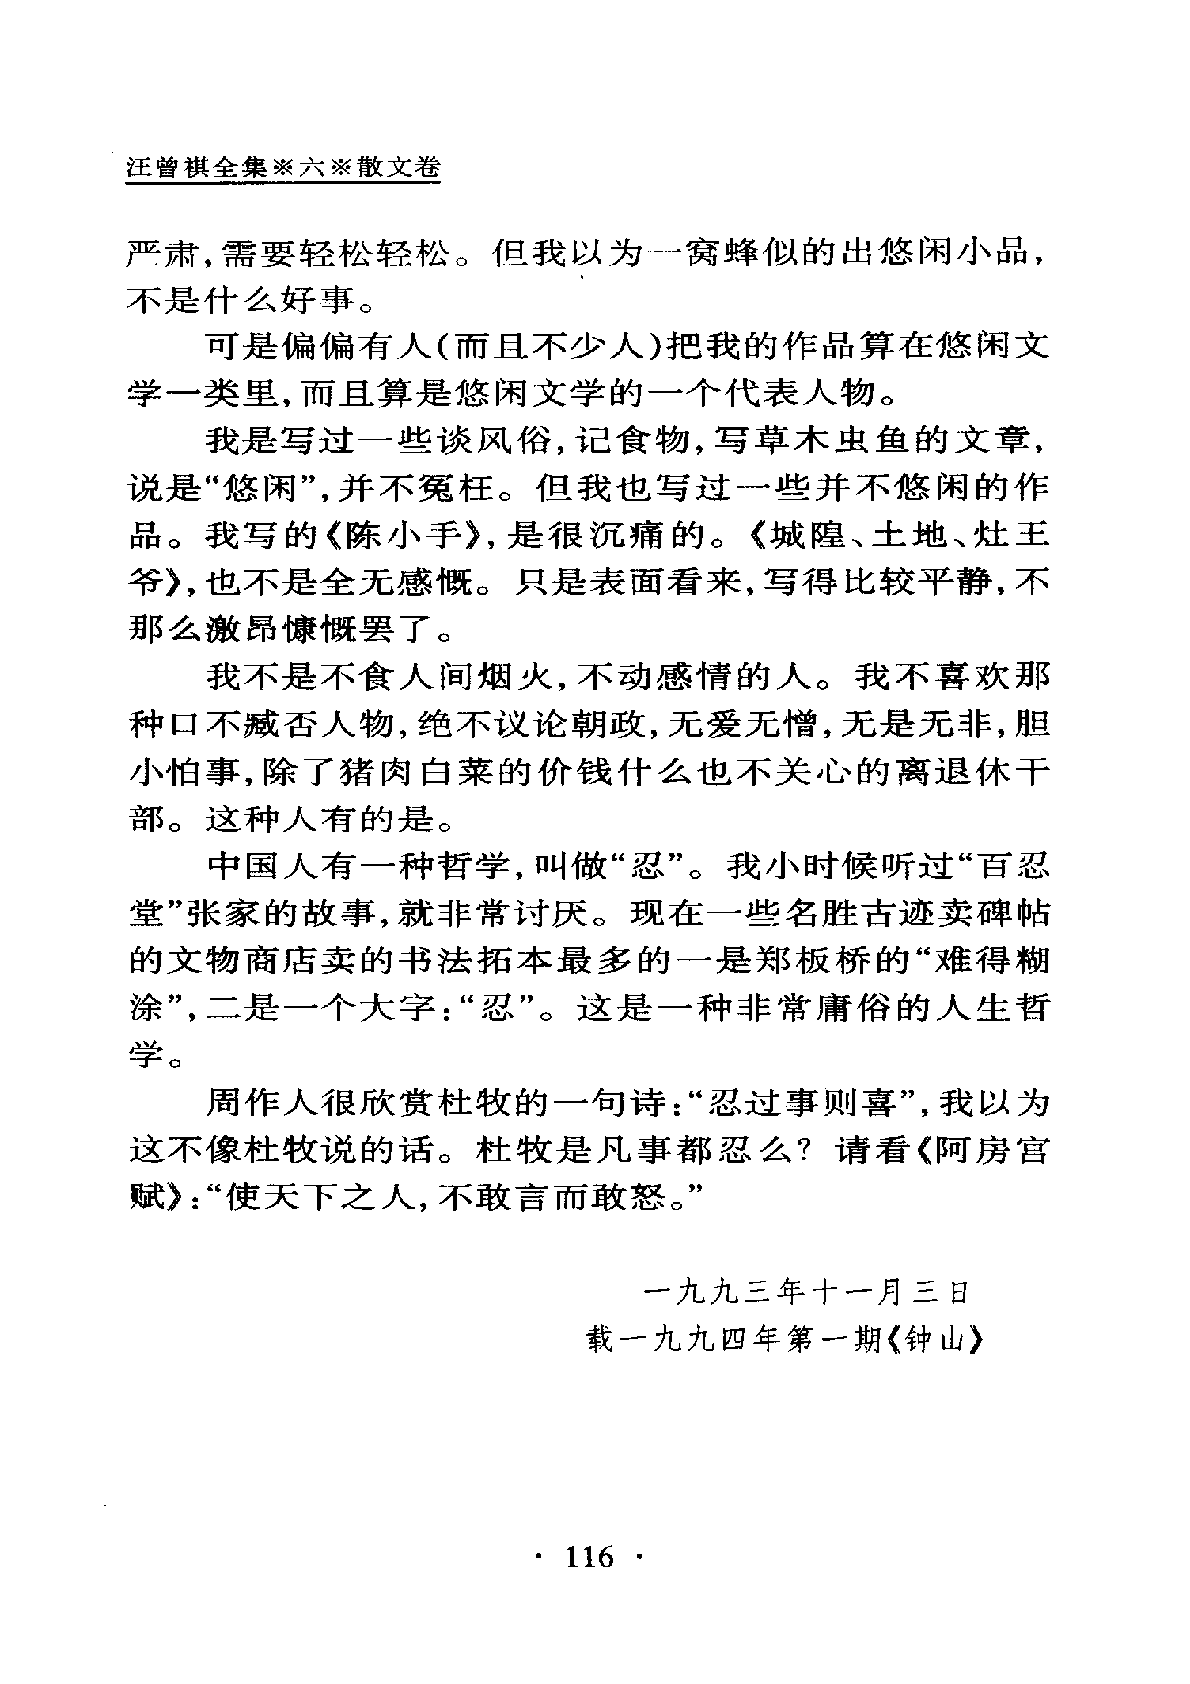 汪曾祺全集※六※散文卷
严肃，需要轻松轻松。但我以为一窝蜂似的出悠闲小品，
不是什么好事。
可是偏偏有人(而且不少人)把我的作品算在悠闲文
学一类里，而且算是悠闲文学的一个代表人物。
我是写过一些谈风俗，记食物，写草木虫鱼的文章，
说是“悠闲”，并不冤枉。但我也写过一些并不悠闲的作
品。我写的《陈小手》，是很沉痛的。《城隍、土地、灶王
爷》，也不是全无感慨。只是表面看来，写得比较平静，不
那么激昂慷慨罢了。
我不是不食人间烟火，不动感情的人。我不喜欢那
种口不臧否人物，绝不议论朝政，无爱无憎，无是无非，胆
小怕事，除了猪肉白菜的价钱什么也不关心的离退休干
部。这种人有的是。
中国人有一种哲学，叫做“忍”。我小时候听过“百忍
堂”张家的故事，就非常讨厌。现在一些名胜古迹卖碑帖
的文物商店卖的书法拓本最多的一是郑板桥的“难得糊
涂”，二是一个大字：“忍”。这是一种非常庸俗的人生哲
学。
周作人很欣赏杜牧的一句诗：“忍过事则喜”，我以为
这不像杜牧说的话。杜牧是凡事都忍么？请看《阿房宫
赋》：“使天下之人，不敢言而敢怒。”
一九九三年十一月三日
载一九九四年第一期《钟山》
· 116 ·